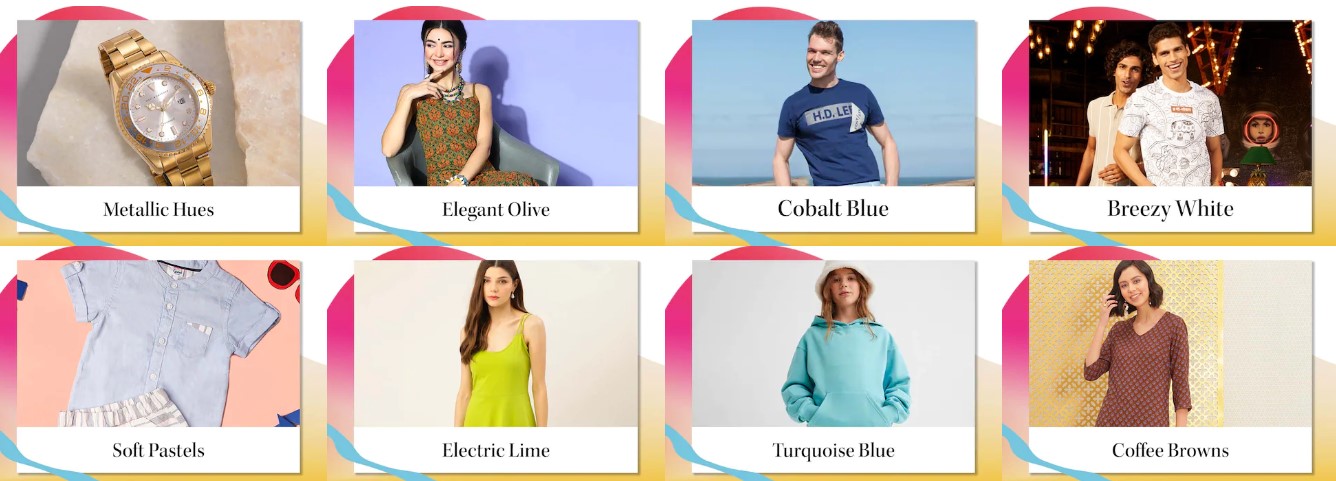 Metallic Hues
Elegant Olive
H.D. LE
Cobalt Blue
Breezy White
Soft Pastels
Electric Lime
Turquoise Blue
Coffee Browns